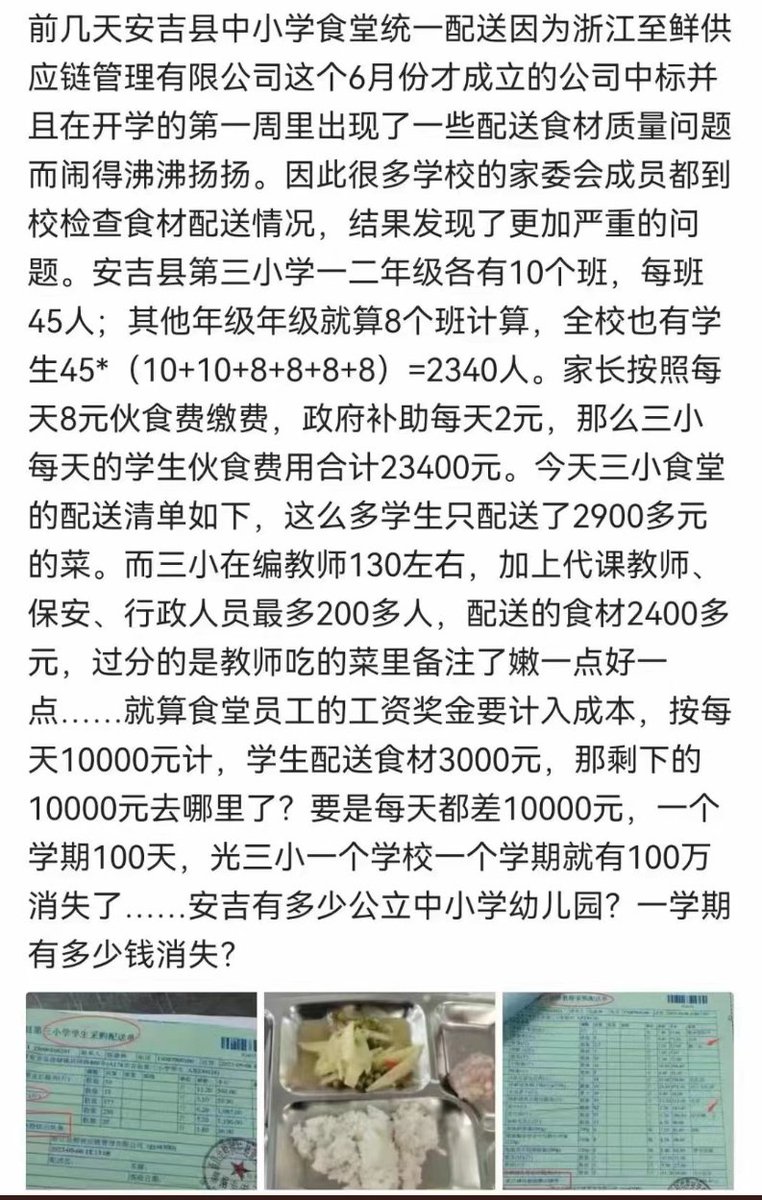 前几天安吉县中小学食堂统一配送因为浙江至鲜供
应链管理有限公司这个6月份才成立的公司中标并
且在开学的第一周里出现了一些配送食材质量问题
而闹得沸沸扬扬。因此很多学校的家委会成员都到
校检查食材配送情况，结果发现了更加严重的问
题。安吉县第三小学一二年级各有10个班，每班
45人；其他年级年级就算8个班计算，全校也有学
生45*（10+10+8+8+8+8）=2340人。家长按照每
天8元伙食费缴费，政府补助每天2元，那么三小
每天的学生伙食费用合计23400元。今天三小食堂
的配送清单如下，这么多学生只配送了2900多元
的菜。而三小在编教师130左右，加上代课教师、
保安、行政人员最多200多人，配送的食材2400多
元，过分的是教师吃的菜里备注了嫩一点好一
点……就算食堂员工的工资奖金要计入成本，按每
天10000元计，学生配送食材3000元，那剩下的
10000元去哪里了？要是每天都差10000元，一个
学期100天，光三小一个学校一个学期就有100万
消失了……安吉有多少公立中小学幼儿园？一学期
有多少钱消失？
三小学学生采购配送单